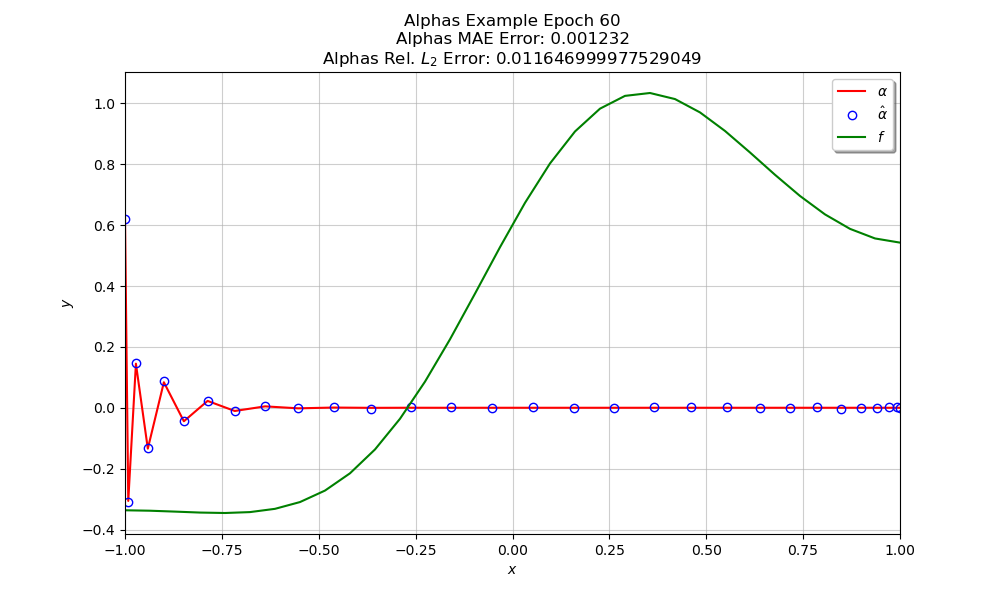 Alphas Example Epoch 60
Alphas MAE Error: 0.001232
Alphas Rel. $L_2$ Error: 0.011646999977529049
α
α̂
f
1.0
0.8
0.6
0.4
0.2
0.0
−0.2
−0.4
y
−1.00 −0.75 −0.50 −0.25 0.00 0.25 0.50 0.75 1.00
x